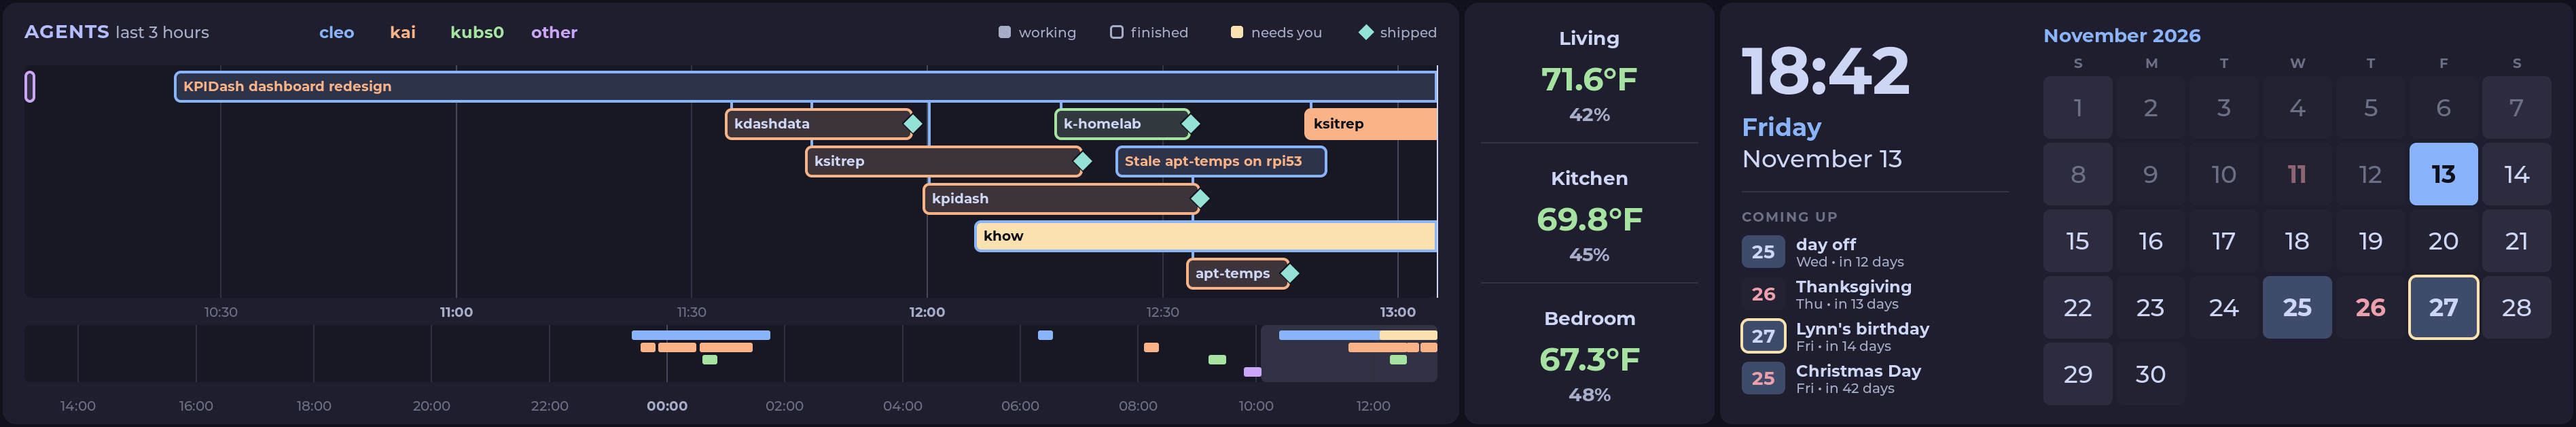 AGENTS last 3 hours
cleo kai kubs0 other
working finished needs you shipped
KPIDash dashboard redesign
kdashdata k-homelab ksitrep
ksitrep Stale apt-temps on rpi53
kpidash
khow
apt-temps
10:30 11:00 11:30 12:00 12:30 13:00
14:00 16:00 18:00 20:00 22:00 00:00 02:00 04:00 06:00 08:00 10:00 12:00
Living
71.6°F
42%
Kitchen
69.8°F
45%
Bedroom
67.3°F
48%
18:42
Friday
November 13
COMING UP
25 day off
Wed • in 12 days
26 Thanksgiving
Thu • in 13 days
27 Lynn's birthday
Fri • in 14 days
25 Christmas Day
Fri • in 42 days
November 2026
S M T W T F S
1 2 3 4 5 6 7
8 9 10 11 12 13 14
15 16 17 18 19 20 21
22 23 24 25 26 27 28
29 30